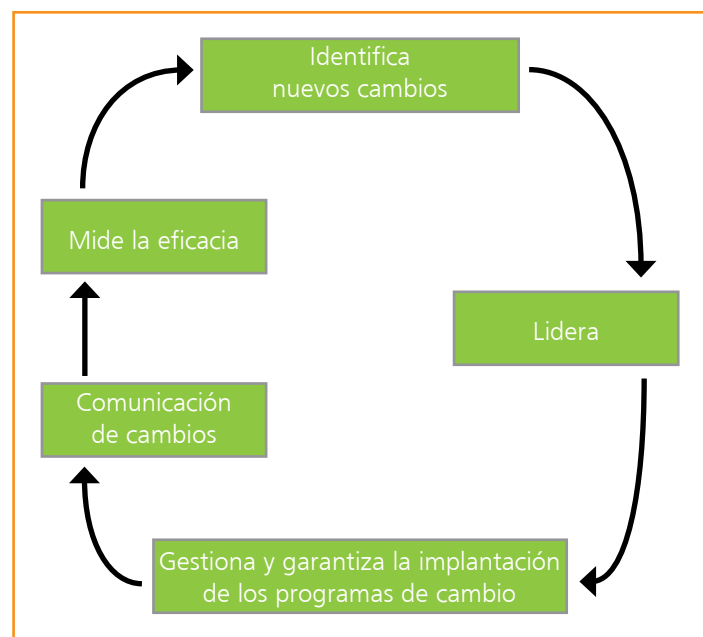 Identifica
nuevos cambios
Mide la eficacia
Lidera
Comunicación
de cambios
Gestiona y garantiza la implantación
de los programas de cambio